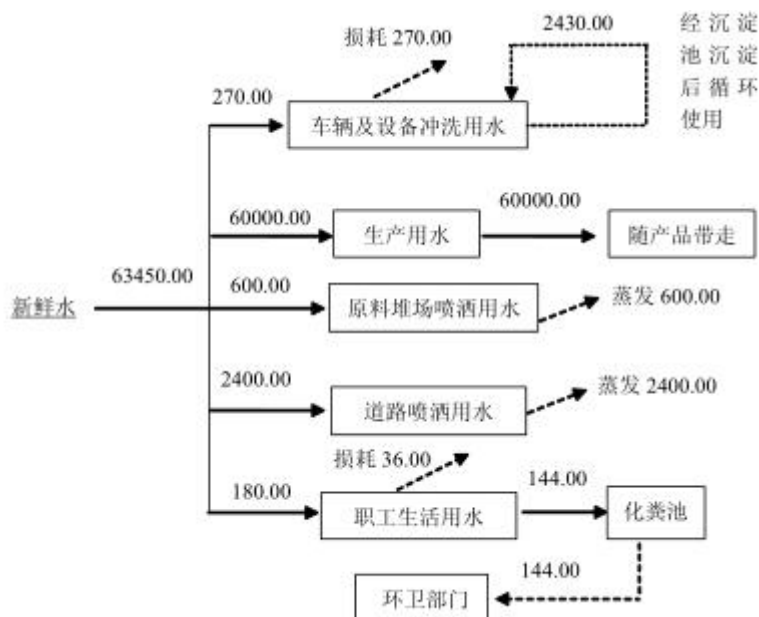 损耗 270.00
2430.00
经沉淀
池沉淀
后循环
使用
270.00
车辆及设备冲洗用水
60000.00
生产用水
60000.00
随产品带走
63450.00
新鲜水
600.00
原料堆场喷洒用水
蒸发 600.00
2400.00
道路喷洒用水
蒸发 2400.00
损耗 36.00
180.00
职工生活用水
144.00
化粪池
144.00
环卫部门